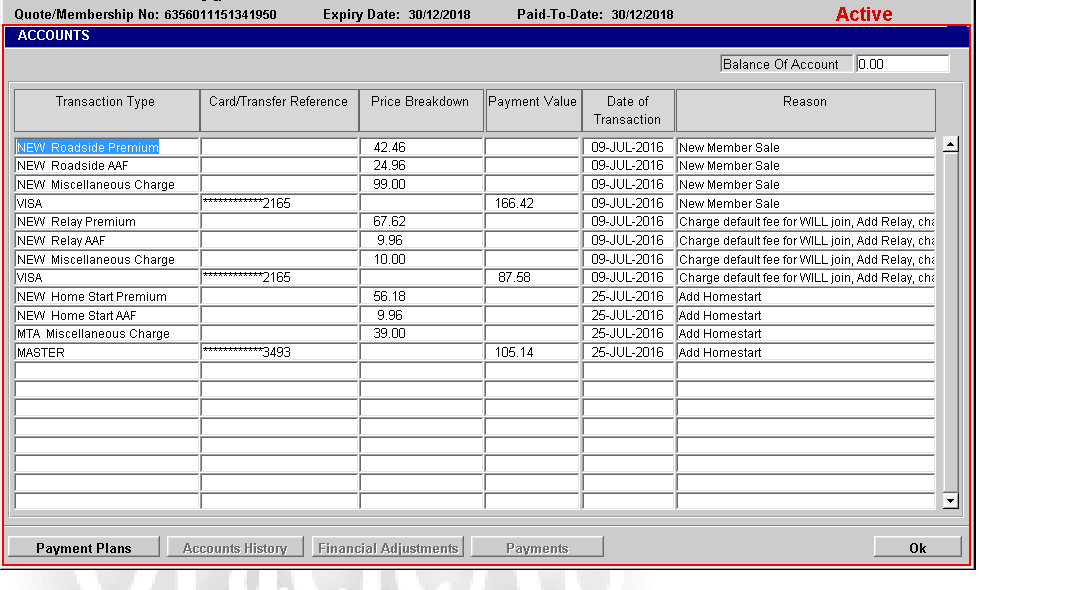 Quote/Membership No: 6356011151341950 Expiry Date: 30/12/2018 Paid-To-Date: 30/12/2018 Active
ACCOUNTS
Balance Of Account 0.00
Transaction Type Card/Transfer Reference Price Breakdown Payment Value Date of Transaction Reason
NEW Roadside Premium 42.46 09-JUL-2016 New Member Sale
NEW Roadside AAF 24.96 09-JUL-2016 New Member Sale
NEW Miscellaneous Charge 99.00 09-JUL-2016 New Member Sale
VISA ************2165 166.42 09-JUL-2016 New Member Sale
NEW Relay Premium 67.62 09-JUL-2016 Charge default fee for WILL join, Add Relay, cha
NEW Relay AAF 9.96 09-JUL-2016 Charge default fee for WILL join, Add Relay, cha
NEW Miscellaneous Charge 10.00 09-JUL-2016 Charge default fee for WILL join, Add Relay, cha
VISA ************2165 87.58 09-JUL-2016 Charge default fee for WILL join, Add Relay, cha
NEW Home Start Premium 56.18 25-JUL-2016 Add Homestart
NEW Home Start AAF 9.96 25-JUL-2016 Add Homestart
MTA Miscellaneous Charge 39.00 25-JUL-2016 Add Homestart
MASTER ************3493 105.14 25-JUL-2016 Add Homestart
Payment Plans Accounts History Financial Adjustments Payments Ok